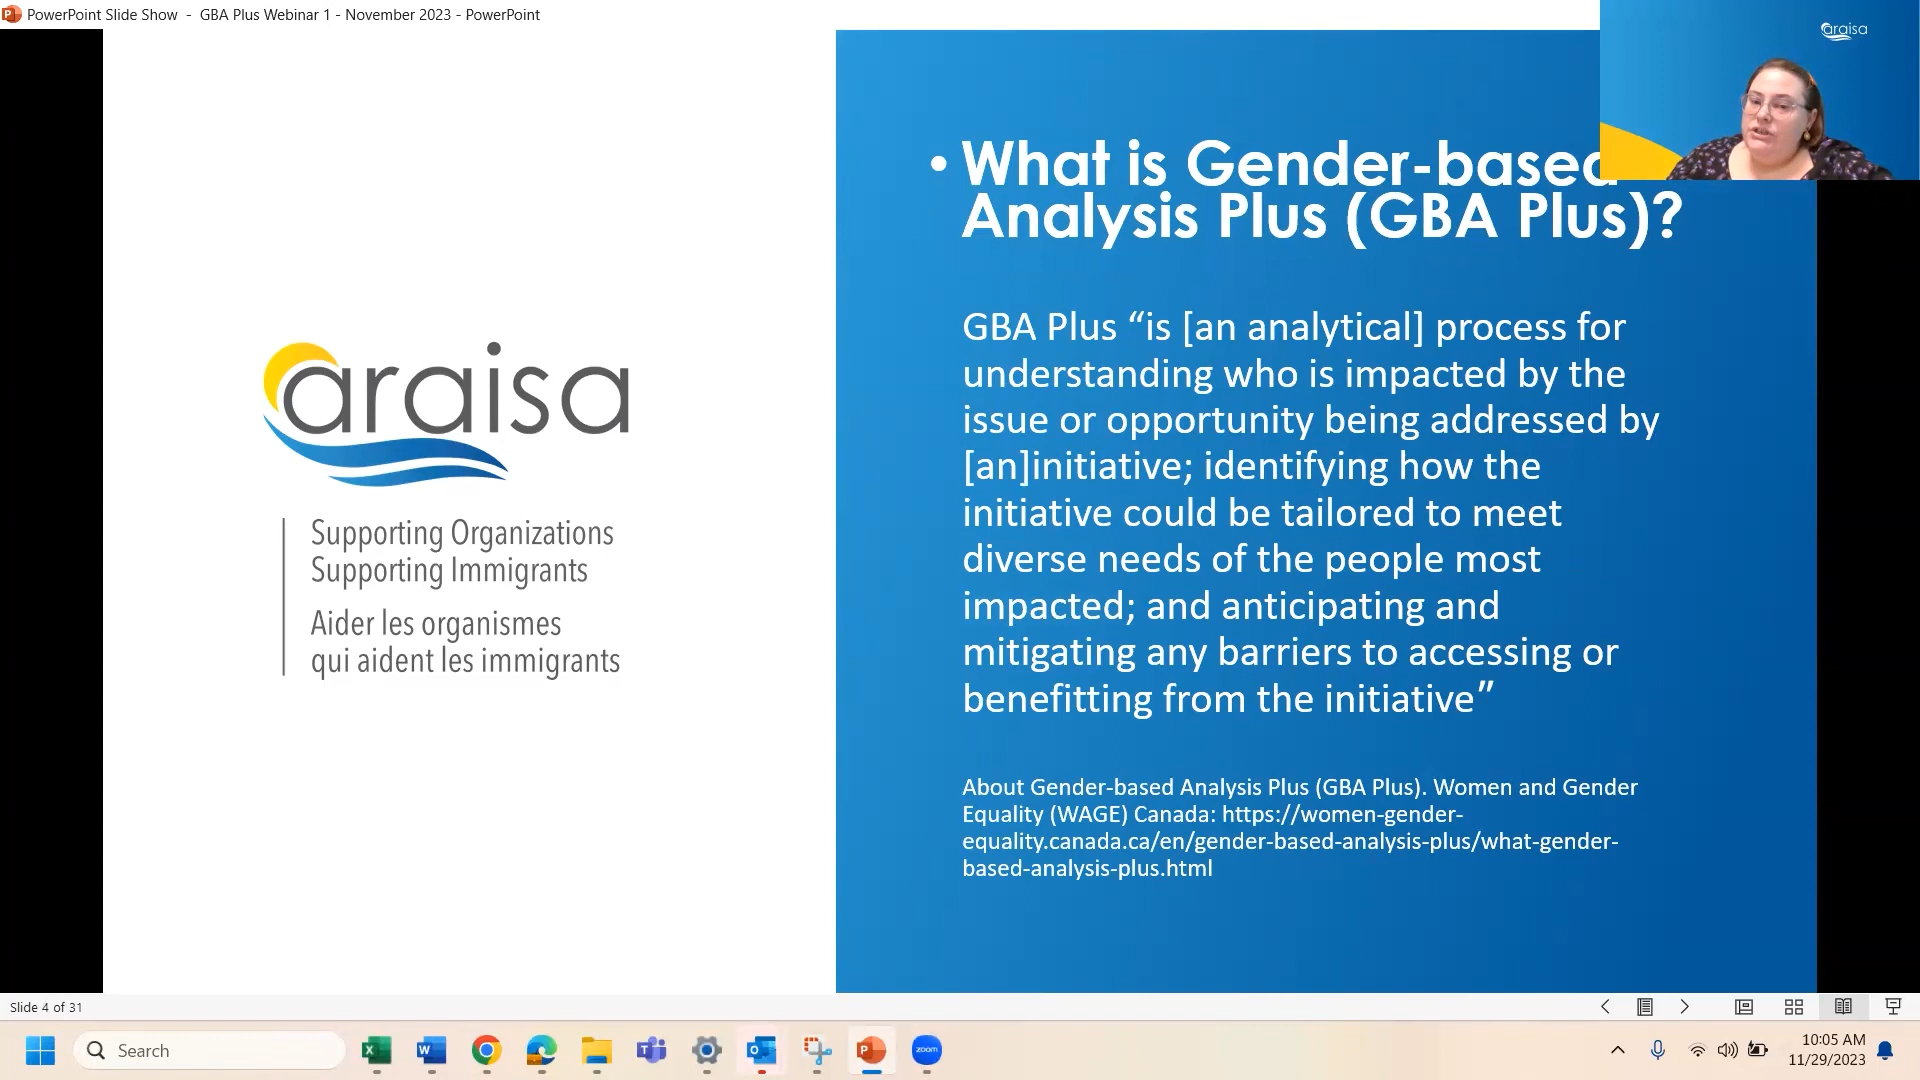 PowerPoint Slide Show - GBA Plus Webinar 1 - November 2023 - PowerPoint
araisa
• What is Gender-based
Analysis Plus (GBA Plus)?
GBA Plus “is [an analytical] process for
understanding who is impacted by the
issue or opportunity being addressed by
[an]initiative; identifying how the
initiative could be tailored to meet
diverse needs of the people most
impacted; and anticipating and
mitigating any barriers to accessing or
benefitting from the initiative”
About Gender-based Analysis Plus (GBA Plus). Women and Gender
Equality (WAGE) Canada: https://women-gender-
equality.canada.ca/en/gender-based-analysis-plus/what-gender-
based-analysis-plus.html
araisa
Supporting Organizations
Supporting Immigrants
Aider les organismes
qui aident les immigrants
Slide 4 of 31
Search
zoom
10:05 AM
11/29/2023